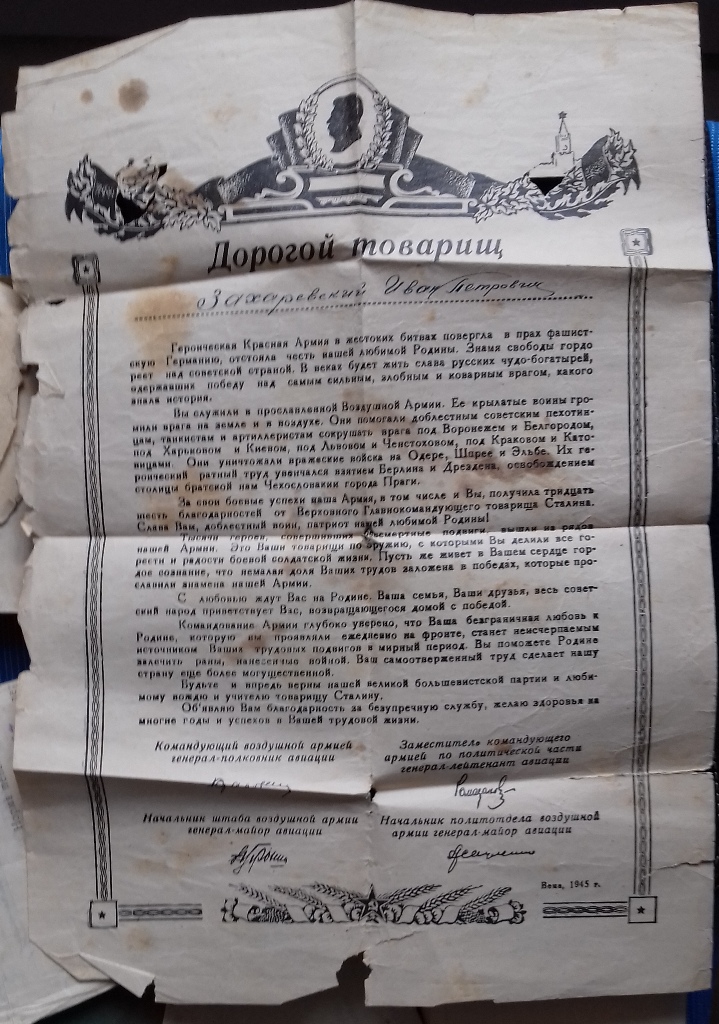 Дорогой товарищ
Захаревский Иван Петрович
Героическая Красная Армия в жестоких битвах повергла в прах фашист-
скую Германию, отстояла честь нашей любимой Родины. Знамя свободы гордо
реет над советской страной. В веках будет жить слава русских чудо-богатырей,
одержавших победу над самым сильным, злобным и коварным врагом, какого
знала история.
Вы служили в прославленной Воздушной Армии. Ее крылатые воины гро-
мили врага на земле и в воздухе. Они помогали доблестным советским пехотин-
цам, танкистам и артиллеристам сокрушать врага под Воронежем и Белгородом,
под Харьковом и Киевом, под Львовом и Ченстоховом, под Краковом и Като-
вицами. Они уничтожали вражеские войска на Одере, Шпрее и Эльбе. Их ге-
роический ратный труд увенчался взятием Берлина и Дрездена, освобождением
столицы братской нам Чехословакии города Праги.
За свои боевые успехи наша Армия, в том числе и Вы, получила тридцать
шесть благодарностей от Верховного Главнокомандующего товарища Сталина.
Слава Вам, доблестный воин, патриот нашей любимой Родины!
Тысячи героев, совершивших бессмертные подвиги, вышли из рядов
нашей Армии. Это Ваши товарищи по оружию, с которыми Вы делили все го-
рести и радости боевой солдатской жизни. Пусть же живет в Вашем сердце гор-
дое сознание, что немалая доля Ваших трудов заложена в победах, которые про-
славили знамена нашей Армии.
С любовью ждут Вас на Родине. Ваша семья, Ваши друзья, весь совет-
ский народ приветствует Вас, возвращающегося домой с победой.
Командование Армии глубоко уверено, что Ваша безграничная любовь к
Родине, которую вы проявляли ежедневно на фронте, станет неисчерпаемым
источником Ваших трудовых подвигов в мирный период. Вы поможете Родине
залечить раны, нанесенные войной. Ваш самоотверженный труд сделает нашу
страну еще более могущественной.
Будьте и впредь верны нашей великой большевистской партии и люби-
мому вождю и учителю товарищу Сталину.
Об'являю Вам благодарность за безупречную службу, желаю здоровья на
многие годы и успехов в Вашей трудовой жизни.
Командующий воздушной армией
генерал-полковник авиации
Заместитель командующего
армией по политической части
генерал-лейтенант авиации
Начальник штаба воздушной армии
генерал-майор авиации
Начальник политотдела воздушной
армии генерал-майор авиации
Вена, 1945 г.